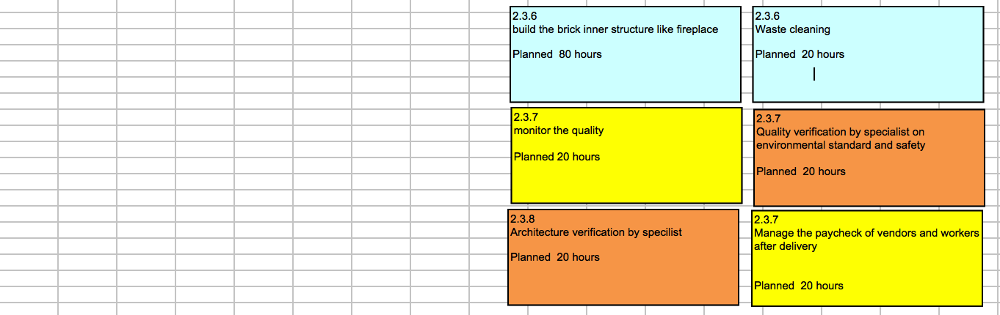 2.3.6
build the brick inner structure like fireplace
Planned  80 hours
2.3.6
Waste cleaning
Planned  20 hours
2.3.7
monitor the quality
Planned 20 hours
2.3.7
Quality verification by specialist on
environmental standard and safety
Planned  20 hours
2.3.8
Architecture verification by specilist
Planned  20 hours
2.3.7
Manage the paycheck of vendors and workers
after delivery
Planned  20 hours